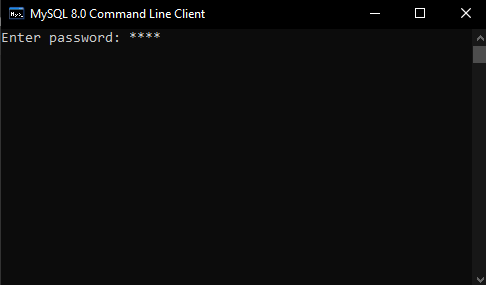 MySQL 8.0 Command Line Client
Enter password: ****